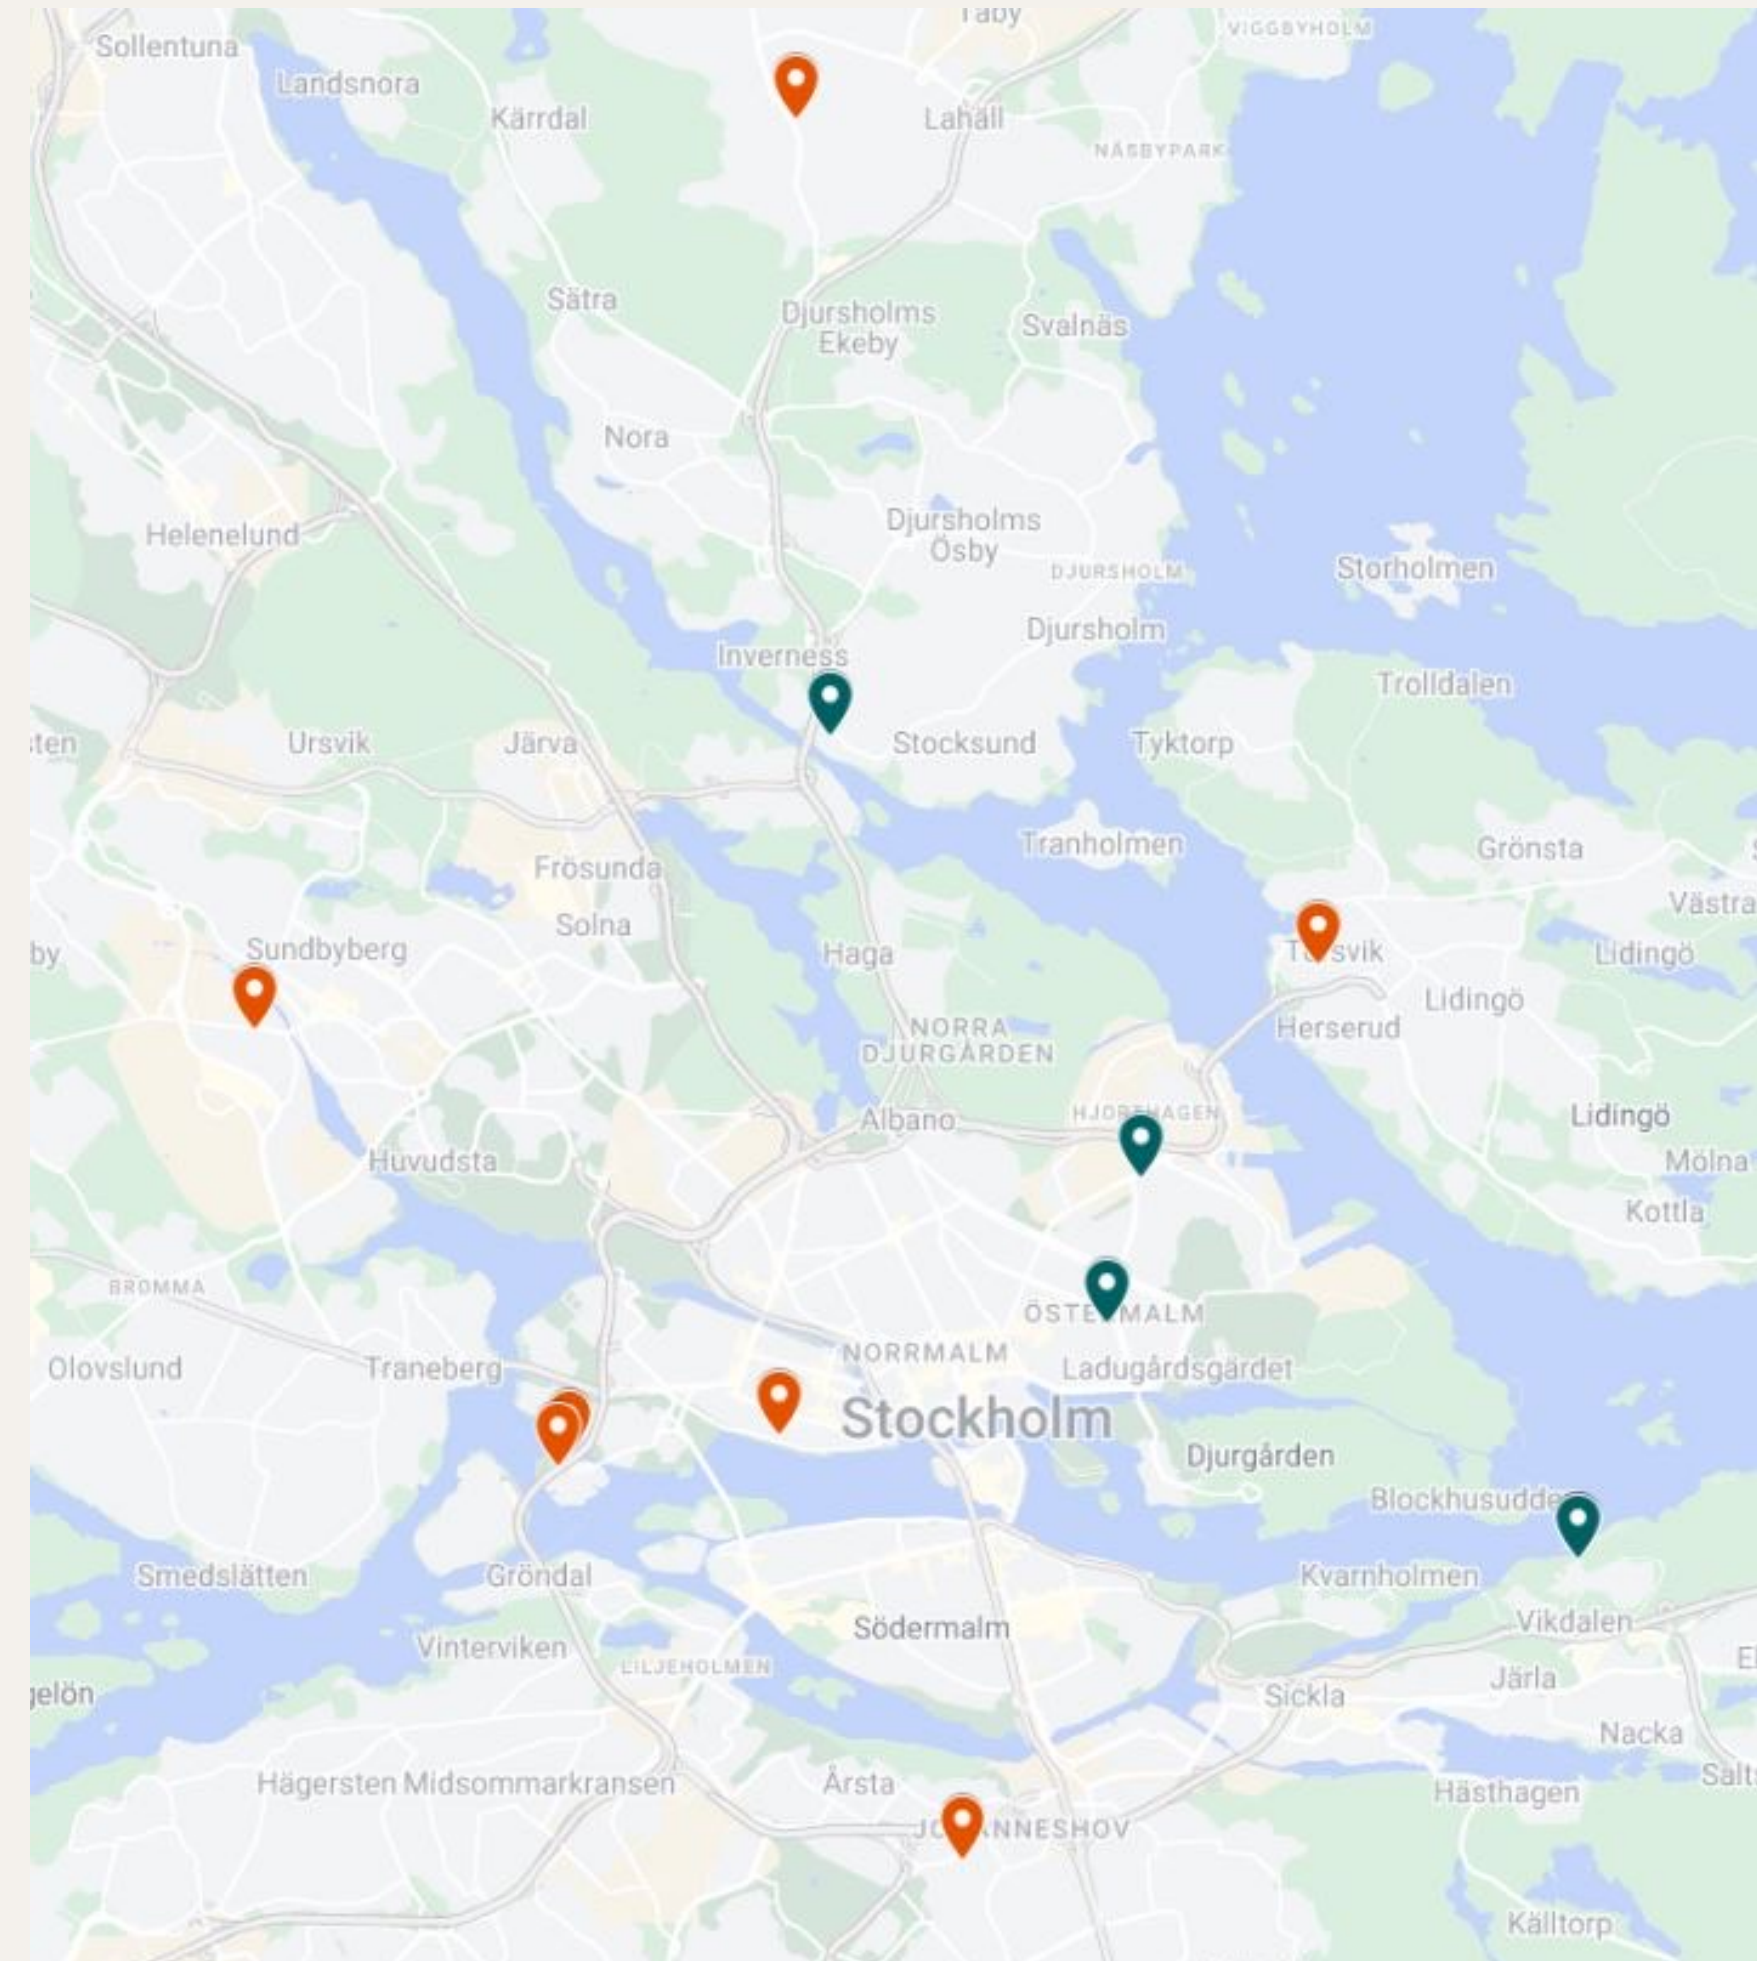 Täby
VIGGBYHOLM
Sollentuna
Landsnora
Kärrdal
Lahäll
NÄSBYPARK
Sätra
Djursholms
Ekeby
Svalnäs
Nora
Helenelund
Djursholms
Ösby
DJURSHOLM
Storholmen
Djursholm
Inverness
Trolldalen
Ursvik
Järva
Stocksund
Tyktorp
Tranholmen
Grönsta
Frösunda
Solna
Västra
Sundbyberg
by
Haga
Lidingö
Lidingö
Herserud
NORRA
DJURGÅRDEN
Albano
Lidingö
Huvudsta
Mölna
Kottla
BROMMA
NORRMALM
Olovslund
Traneberg
Ladugårdsgärdet
Stockholm
Djurgården
Smedslätten
Gröndal
Kvarnholmen
Vikdalen
Södermalm
Vinterviken
LILJEHOLMEN
Järla
Sickla
Nacka
Hägersten
Midsommarkransen
Årsta
Hästhagen
Källtorp